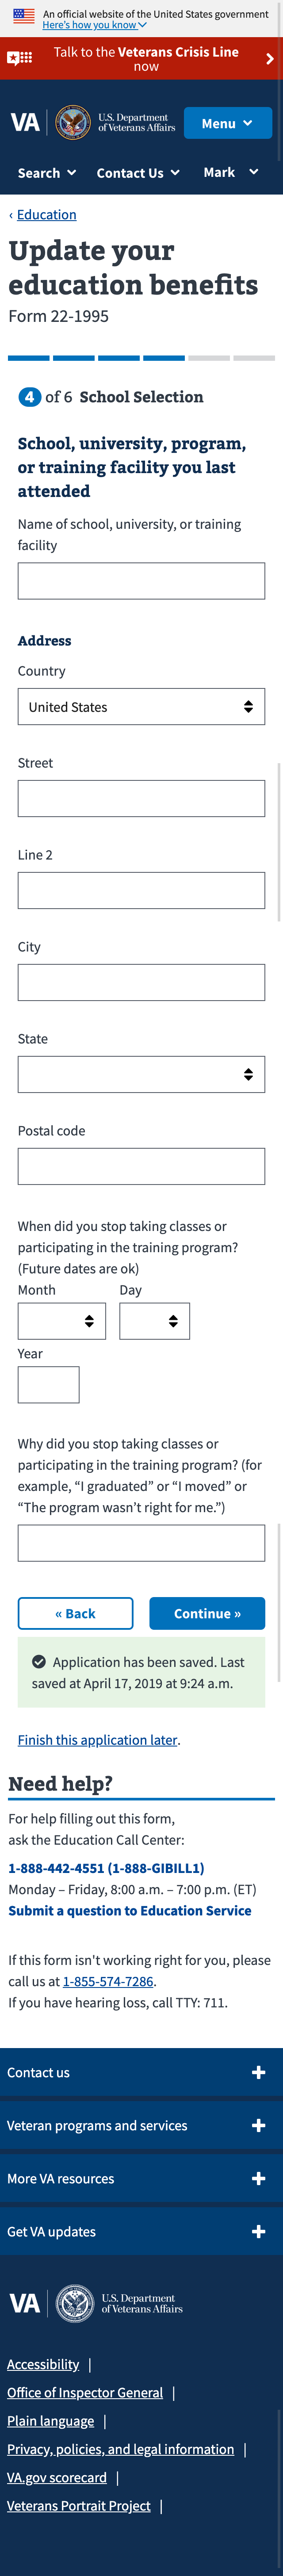 An official website of the United States government
Here's how you know
Talk to the Veterans Crisis Line
now
VA
U.S. Department
of Veterans Affairs
Menu
Search
Contact Us
Mark
‹ Education
Update your
education benefits
Form 22-1995
4 of 6 School Selection
School, university, program,
or training facility you last
attended
Name of school, university, or training
facility
Address
Country
United States
Street
Line 2
City
State
Postal code
When did you stop taking classes or
participating in the training program?
(Future dates are ok)
Month Day
Year
Why did you stop taking classes or
participating in the training program? (for
example, “I graduated” or “I moved” or
“The program wasn’t right for me.”)
« Back
Continue »
Application has been saved. Last
saved at April 17, 2019 at 9:24 a.m.
Finish this application later.
Need help?
For help filling out this form,
ask the Education Call Center:
1-888-442-4551 (1-888-GIBILL1)
Monday – Friday, 8:00 a.m. – 7:00 p.m. (ET)
Submit a question to Education Service
If this form isn't working right for you, please
call us at 1-855-574-7286.
If you have hearing loss, call TTY: 711.
Contact us
Veteran programs and services
More VA resources
Get VA updates
VA
U.S. Department
of Veterans Affairs
Accessibility |
Office of Inspector General |
Plain language |
Privacy, policies, and legal information |
VA.gov scorecard |
Veterans Portrait Project |